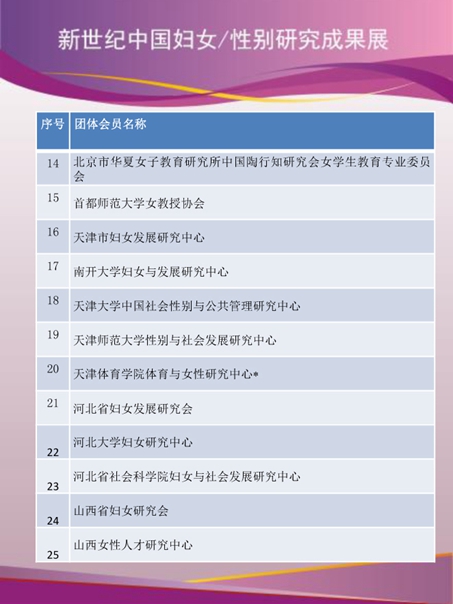 新世纪中国妇女/性别研究成果展
序号 团体会员名称
14 北京市华夏女子教育研究所中国陶行知研究会女学生教育专业委员
会
15 首都师范大学女教授协会
16 天津市妇女发展研究中心
17 南开大学妇女与发展研究中心
18 天津大学中国社会性别与公共管理研究中心
19 天津师范大学性别与社会发展研究中心
20 天津体育学院体育与女性研究中心*
21 河北省妇女发展研究会
22 河北大学妇女研究中心
23 河北省社会科学院妇女与社会发展研究中心
24 山西省妇女研究会
25 山西女性人才研究中心